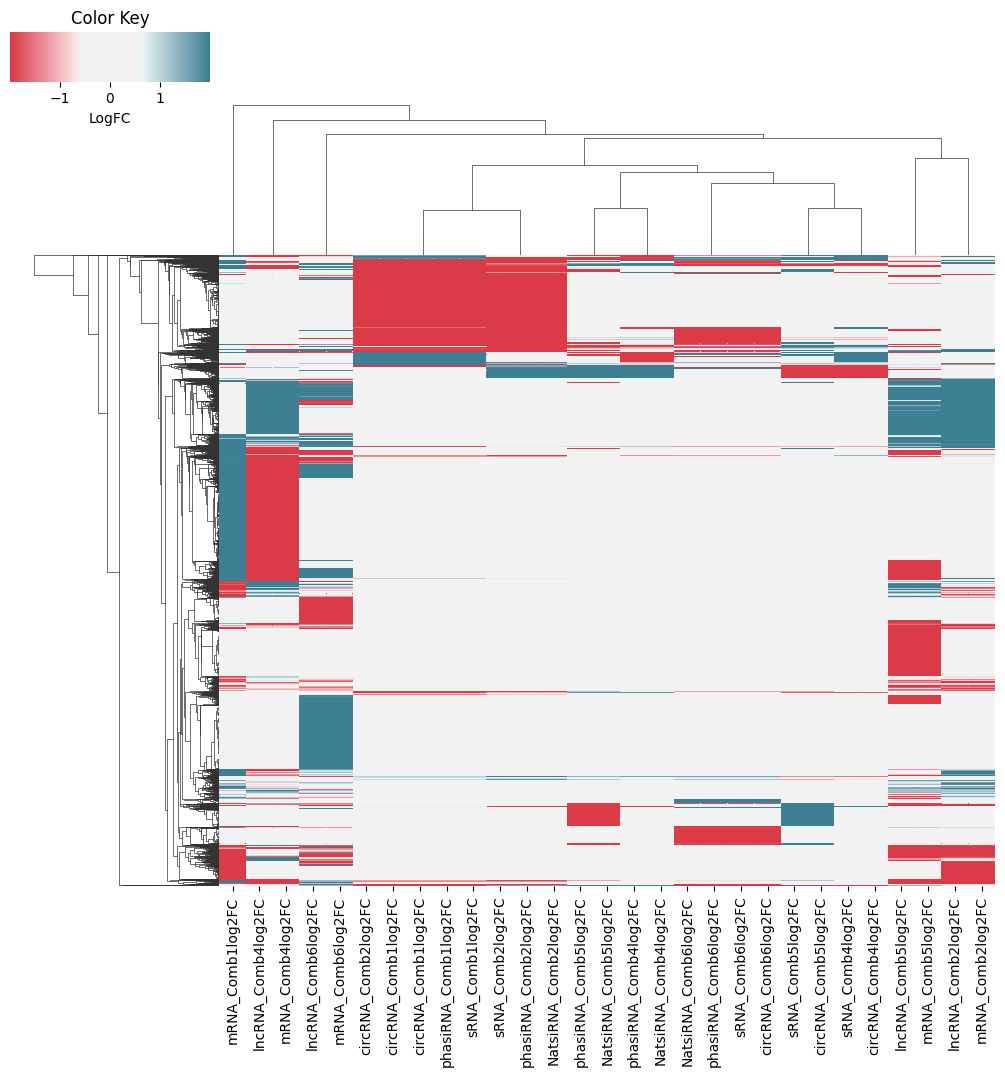 Color Key
−1 0 1
LogFC
mRNA_Comb1log2FC
lncRNA_Comb4log2FC
mRNA_Comb4log2FC
lncRNA_Comb6log2FC
mRNA_Comb6log2FC
circRNA_Comb2log2FC
circRNA_Comb1log2FC
circRNA_Comb1log2FC
phasiRNA_Comb1log2FC
sRNA_Comb1log2FC
sRNA_Comb2log2FC
phasiRNA_Comb2log2FC
NatsiRNA_Comb2log2FC
phasiRNA_Comb5log2FC
NatsiRNA_Comb5log2FC
phasiRNA_Comb4log2FC
NatsiRNA_Comb4log2FC
NatsiRNA_Comb6log2FC
phasiRNA_Comb6log2FC
sRNA_Comb6log2FC
circRNA_Comb6log2FC
sRNA_Comb5log2FC
circRNA_Comb5log2FC
sRNA_Comb4log2FC
circRNA_Comb4log2FC
lncRNA_Comb5log2FC
mRNA_Comb5log2FC
lncRNA_Comb2log2FC
mRNA_Comb2log2FC